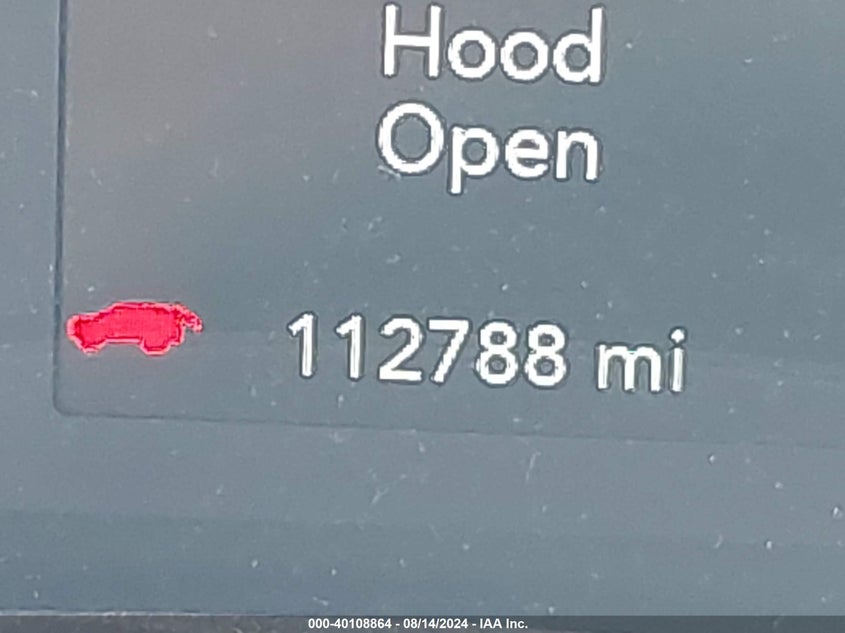 Hood
Open
112788 mi
000-40108864 - 08/14/2024 - IAA Inc.